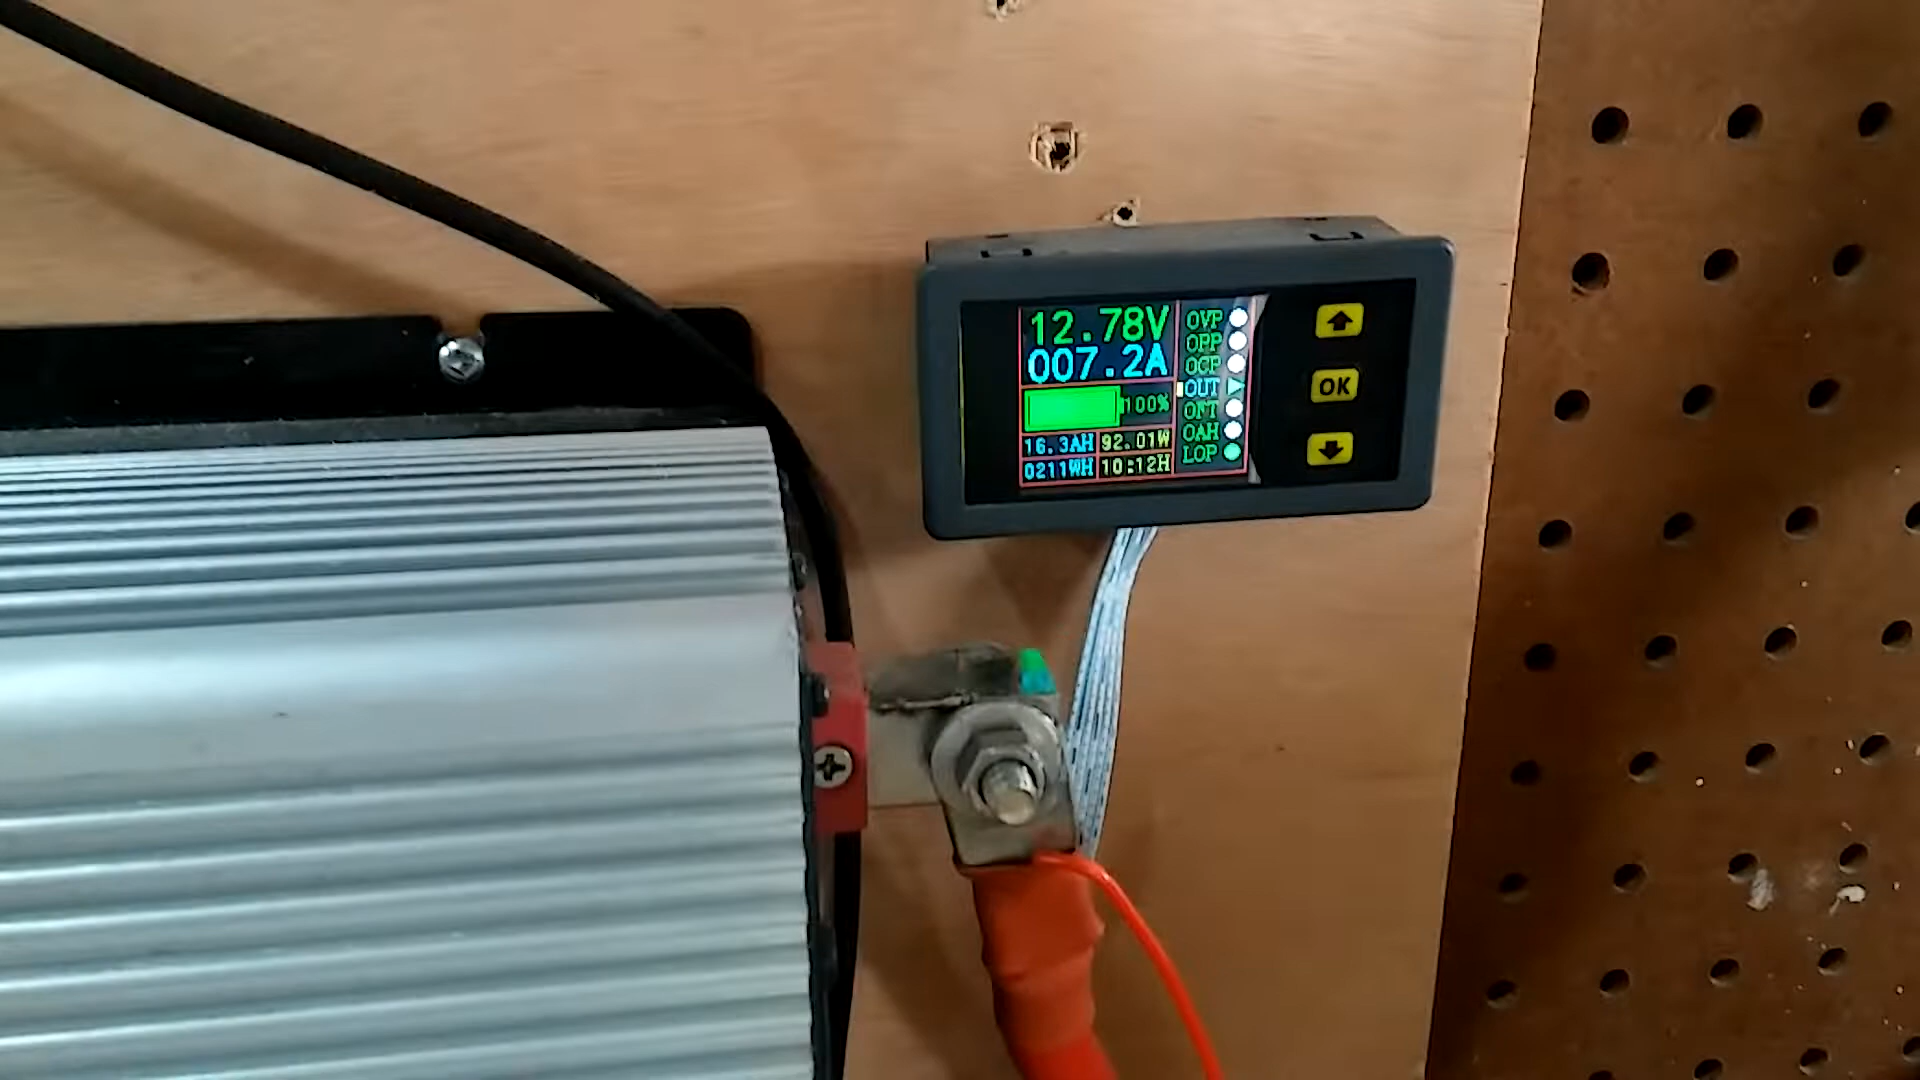 12.78V
007.2A
100%
16.3AH 92.01W
0211WH 10:12H
OVP
OPP
OCP
OUT
OFT
OAH
LOP
OK